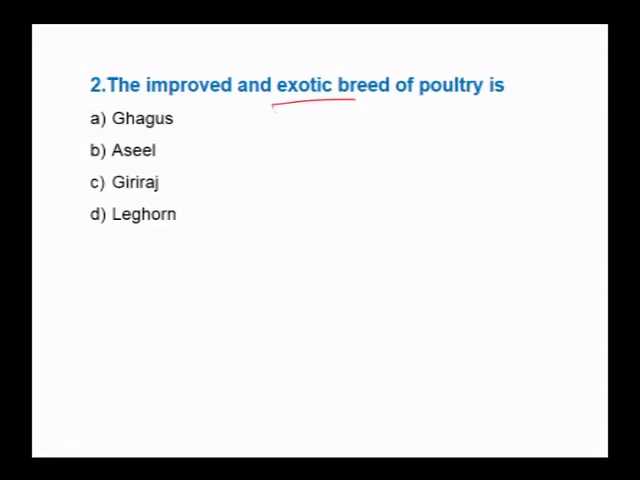 2.The improved and exotic breed of poultry is
a) Ghagus
b) Aseel
c) Giriraj
d) Leghorn